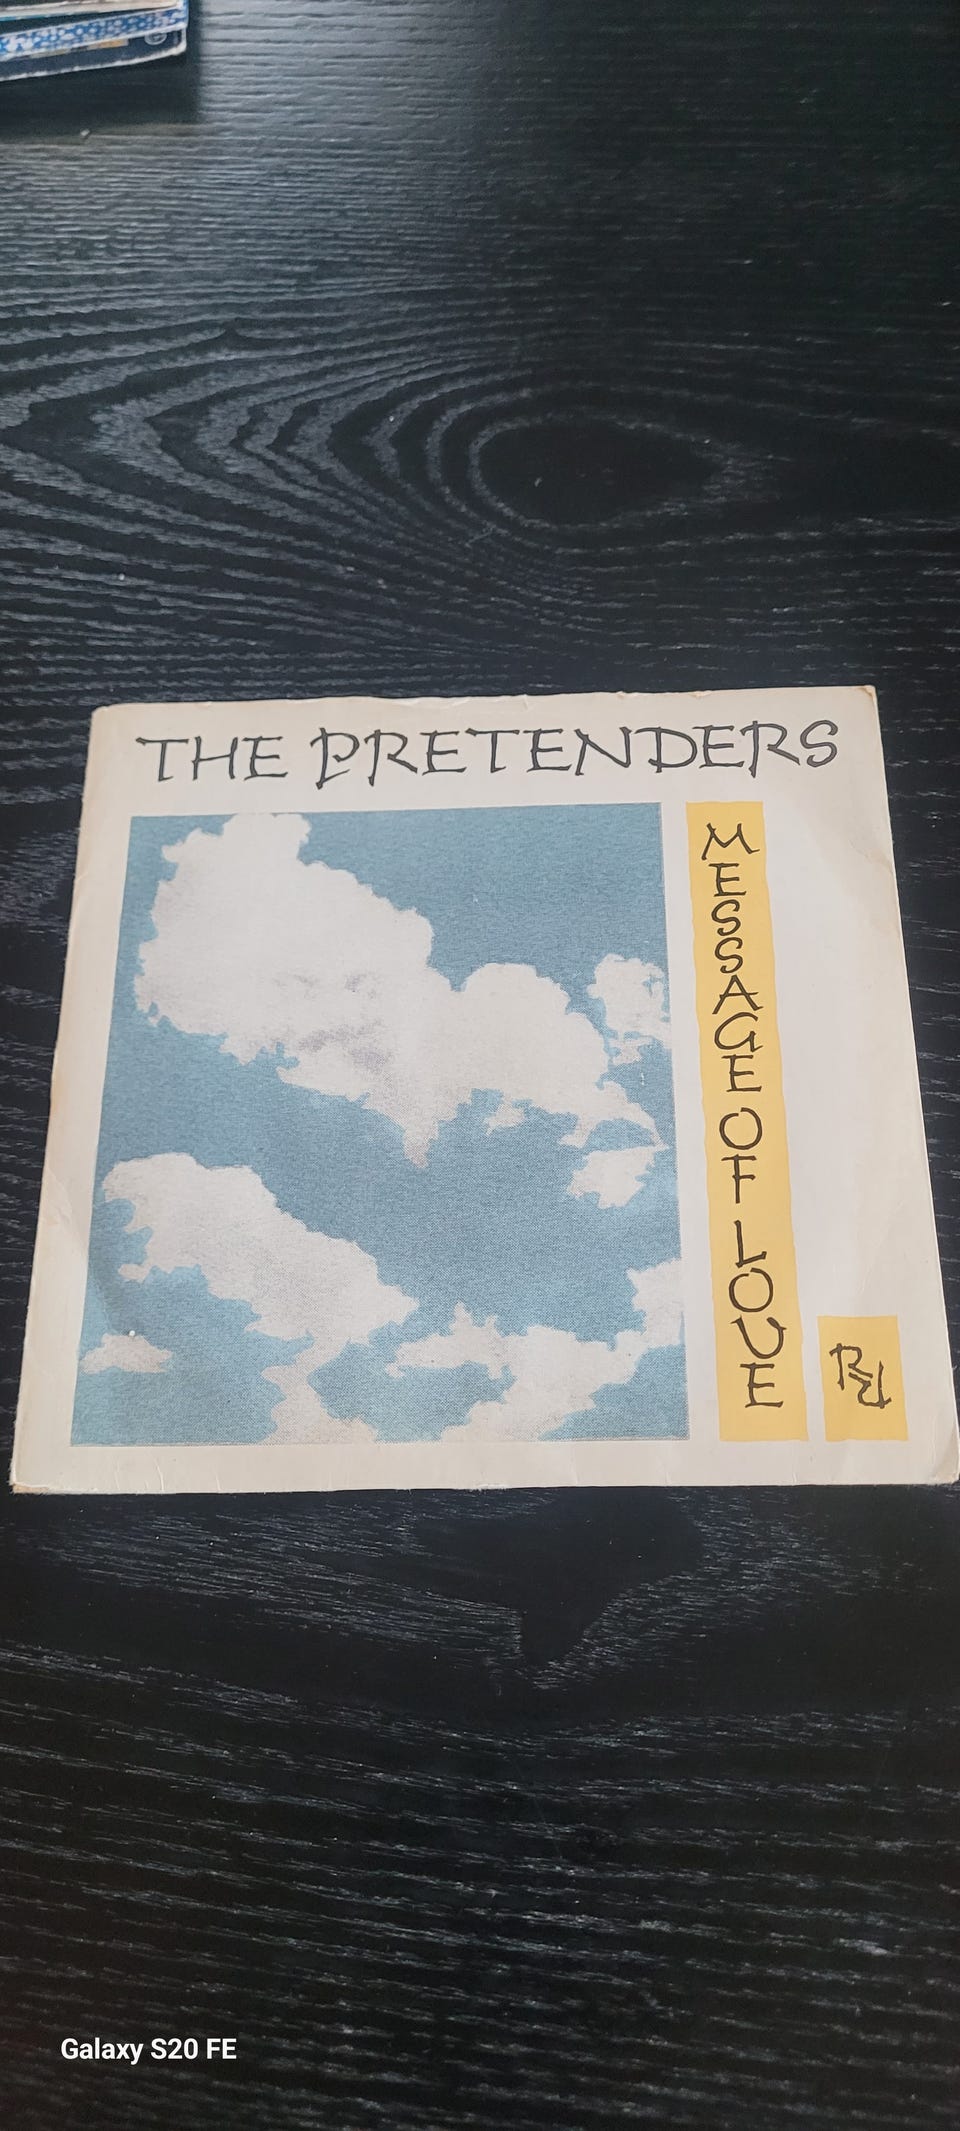 THE PRETENDERS
MESSAGE OF LOVE
Galaxy S20 FE